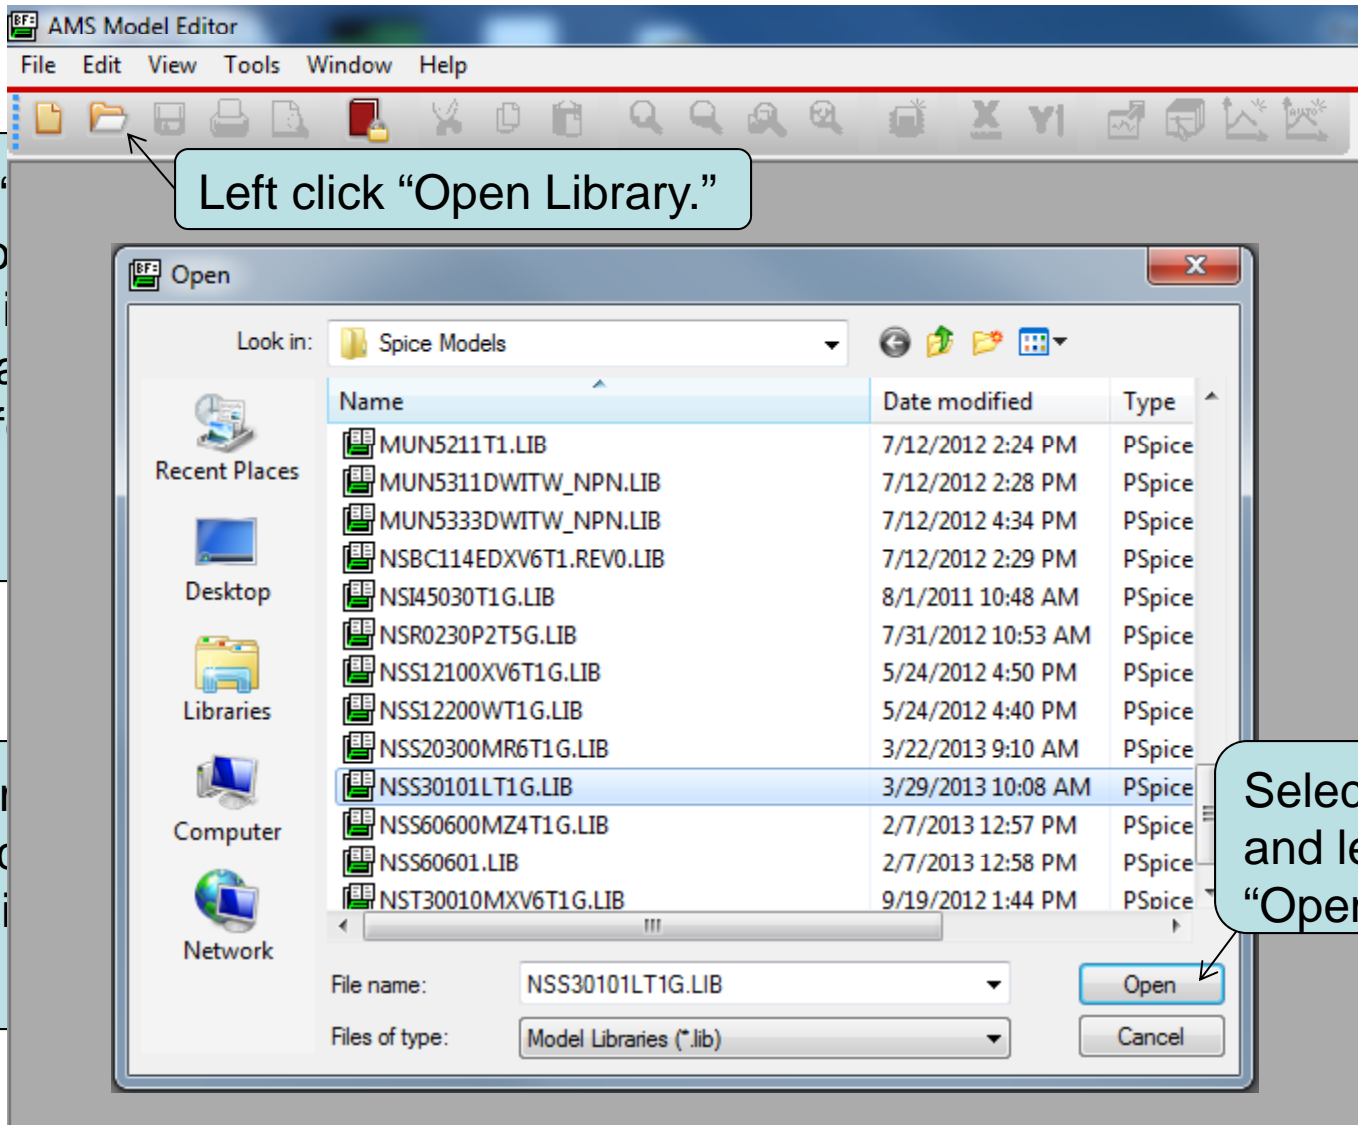 AMS Model Editor
File Edit View Tools Window Help
Left click “Open Library.”
Open
Look in: Spice Models
Name Date modified Type
MUN5211T1.LIB 7/12/2012 2:24 PM PSpice
MUN5311DWITW_NPN.LIB 7/12/2012 2:28 PM PSpice
MUN5333DWITW_NPN.LIB 7/12/2012 4:34 PM PSpice
NSBC114EDXV6T1.REV0.LIB 7/12/2012 2:29 PM PSpice
NSI45030T1G.LIB 8/1/2011 10:48 AM PSpice
NSR0230P2T5G.LIB 7/31/2012 10:53 AM PSpice
NSS12100XV6T1G.LIB 5/24/2012 4:50 PM PSpice
NSS12200WT1G.LIB 5/24/2012 4:40 PM PSpice
NSS20300MR6T1G.LIB 3/22/2013 9:10 AM PSpice
NSS30101LT1G.LIB 3/29/2013 10:08 AM PSpice
NSS60600MZ4T1G.LIB 2/7/2013 12:57 PM PSpice
NSS60601.LIB 2/7/2013 12:58 PM PSpice
NST30010MXV6T1G.LIB 9/19/2012 1:44 PM PSpice
Recent Places
Desktop
Libraries
Computer
Network
Selec
and le
“Oper
File name: NSS30101LT1G.LIB Open
Files of type: Model Libraries (*.lib) Cancel